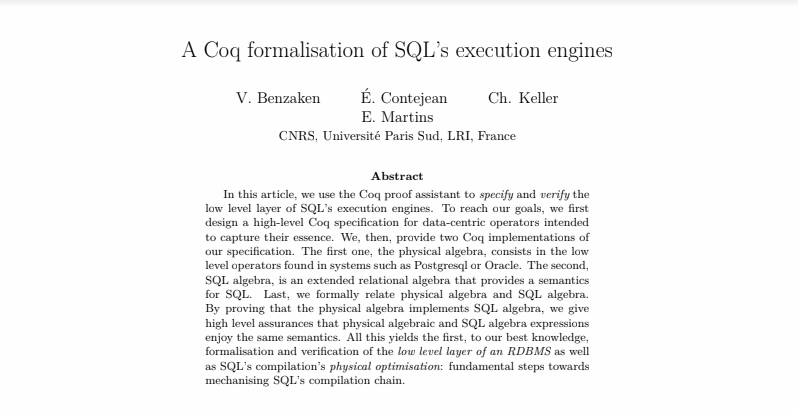 A Coq formalisation of SQL's execution engines
V. Benzaken É. Contejean Ch. Keller
E. Martins
CNRS, Université Paris Sud, LRI, France
Abstract
In this article, we use the Coq proof assistant to specify and verify the
low level layer of SQL's execution engines. To reach our goals, we first
design a high-level Coq specification for data-centric operators intended
to capture their essence. We, then, provide two Coq implementations of
our specification. The first one, the physical algebra, consists in the low
level operators found in systems such as Postgresql or Oracle. The second,
SQL algebra, is an extended relational algebra that provides a semantics
for SQL. Last, we formally relate physical algebra and SQL algebra.
By proving that the physical algebra implements SQL algebra, we give
high level assurances that physical algebraic and SQL algebra expressions
enjoy the same semantics. All this yields the first, to our best knowledge,
formalisation and verification of the low level layer of an RDBMS as well
as SQL's compilation's physical optimisation: fundamental steps towards
mechanising SQL's compilation chain.